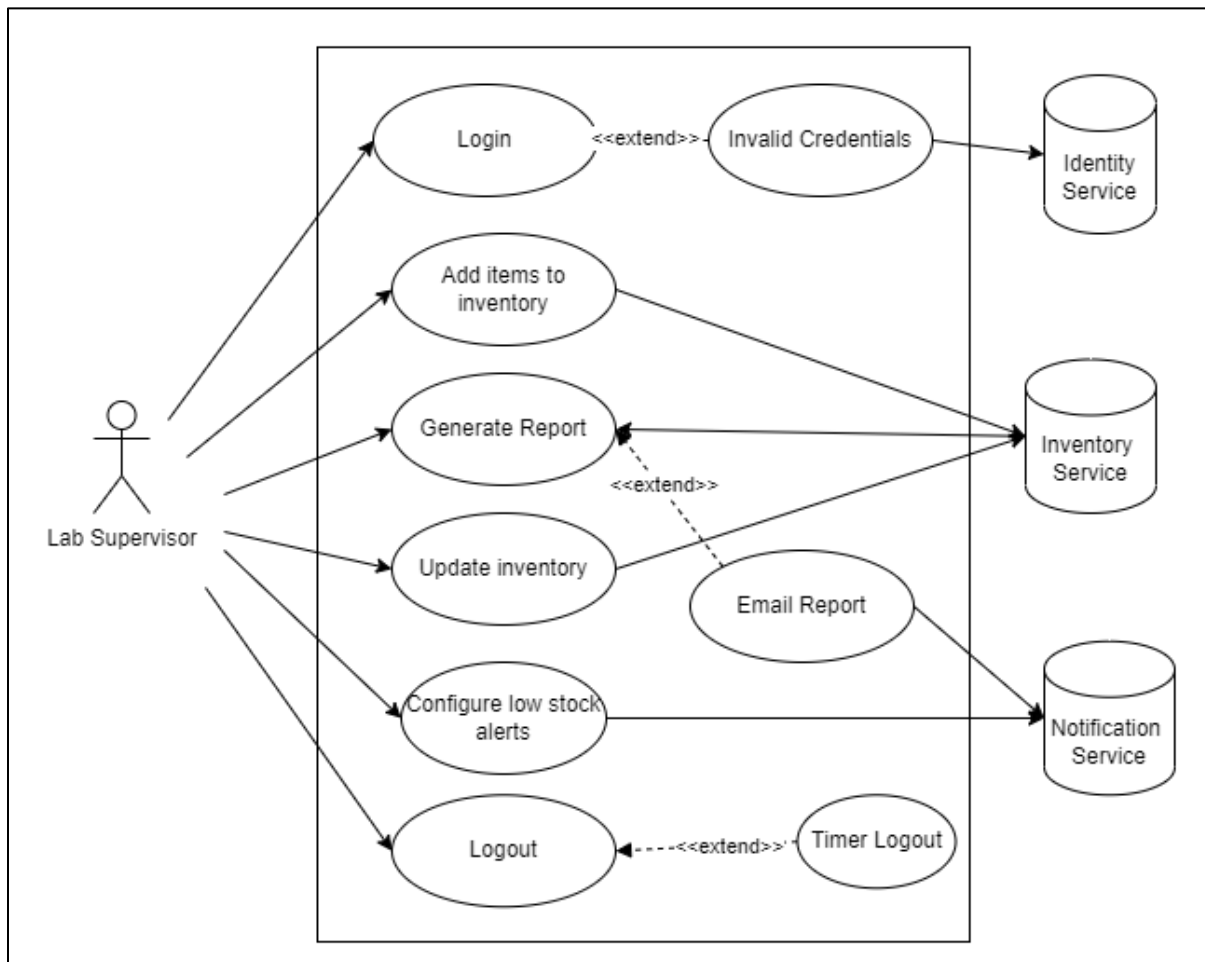 Login
<<extend>>
Invalid Credentials
Identity
Service
Add items to
inventory
Generate Report
<<extend>>
Inventory
Service
Lab Supervisor
Update inventory
Email Report
Configure low stock
alerts
Notification
Service
Logout
<<extend>>
Timer Logout